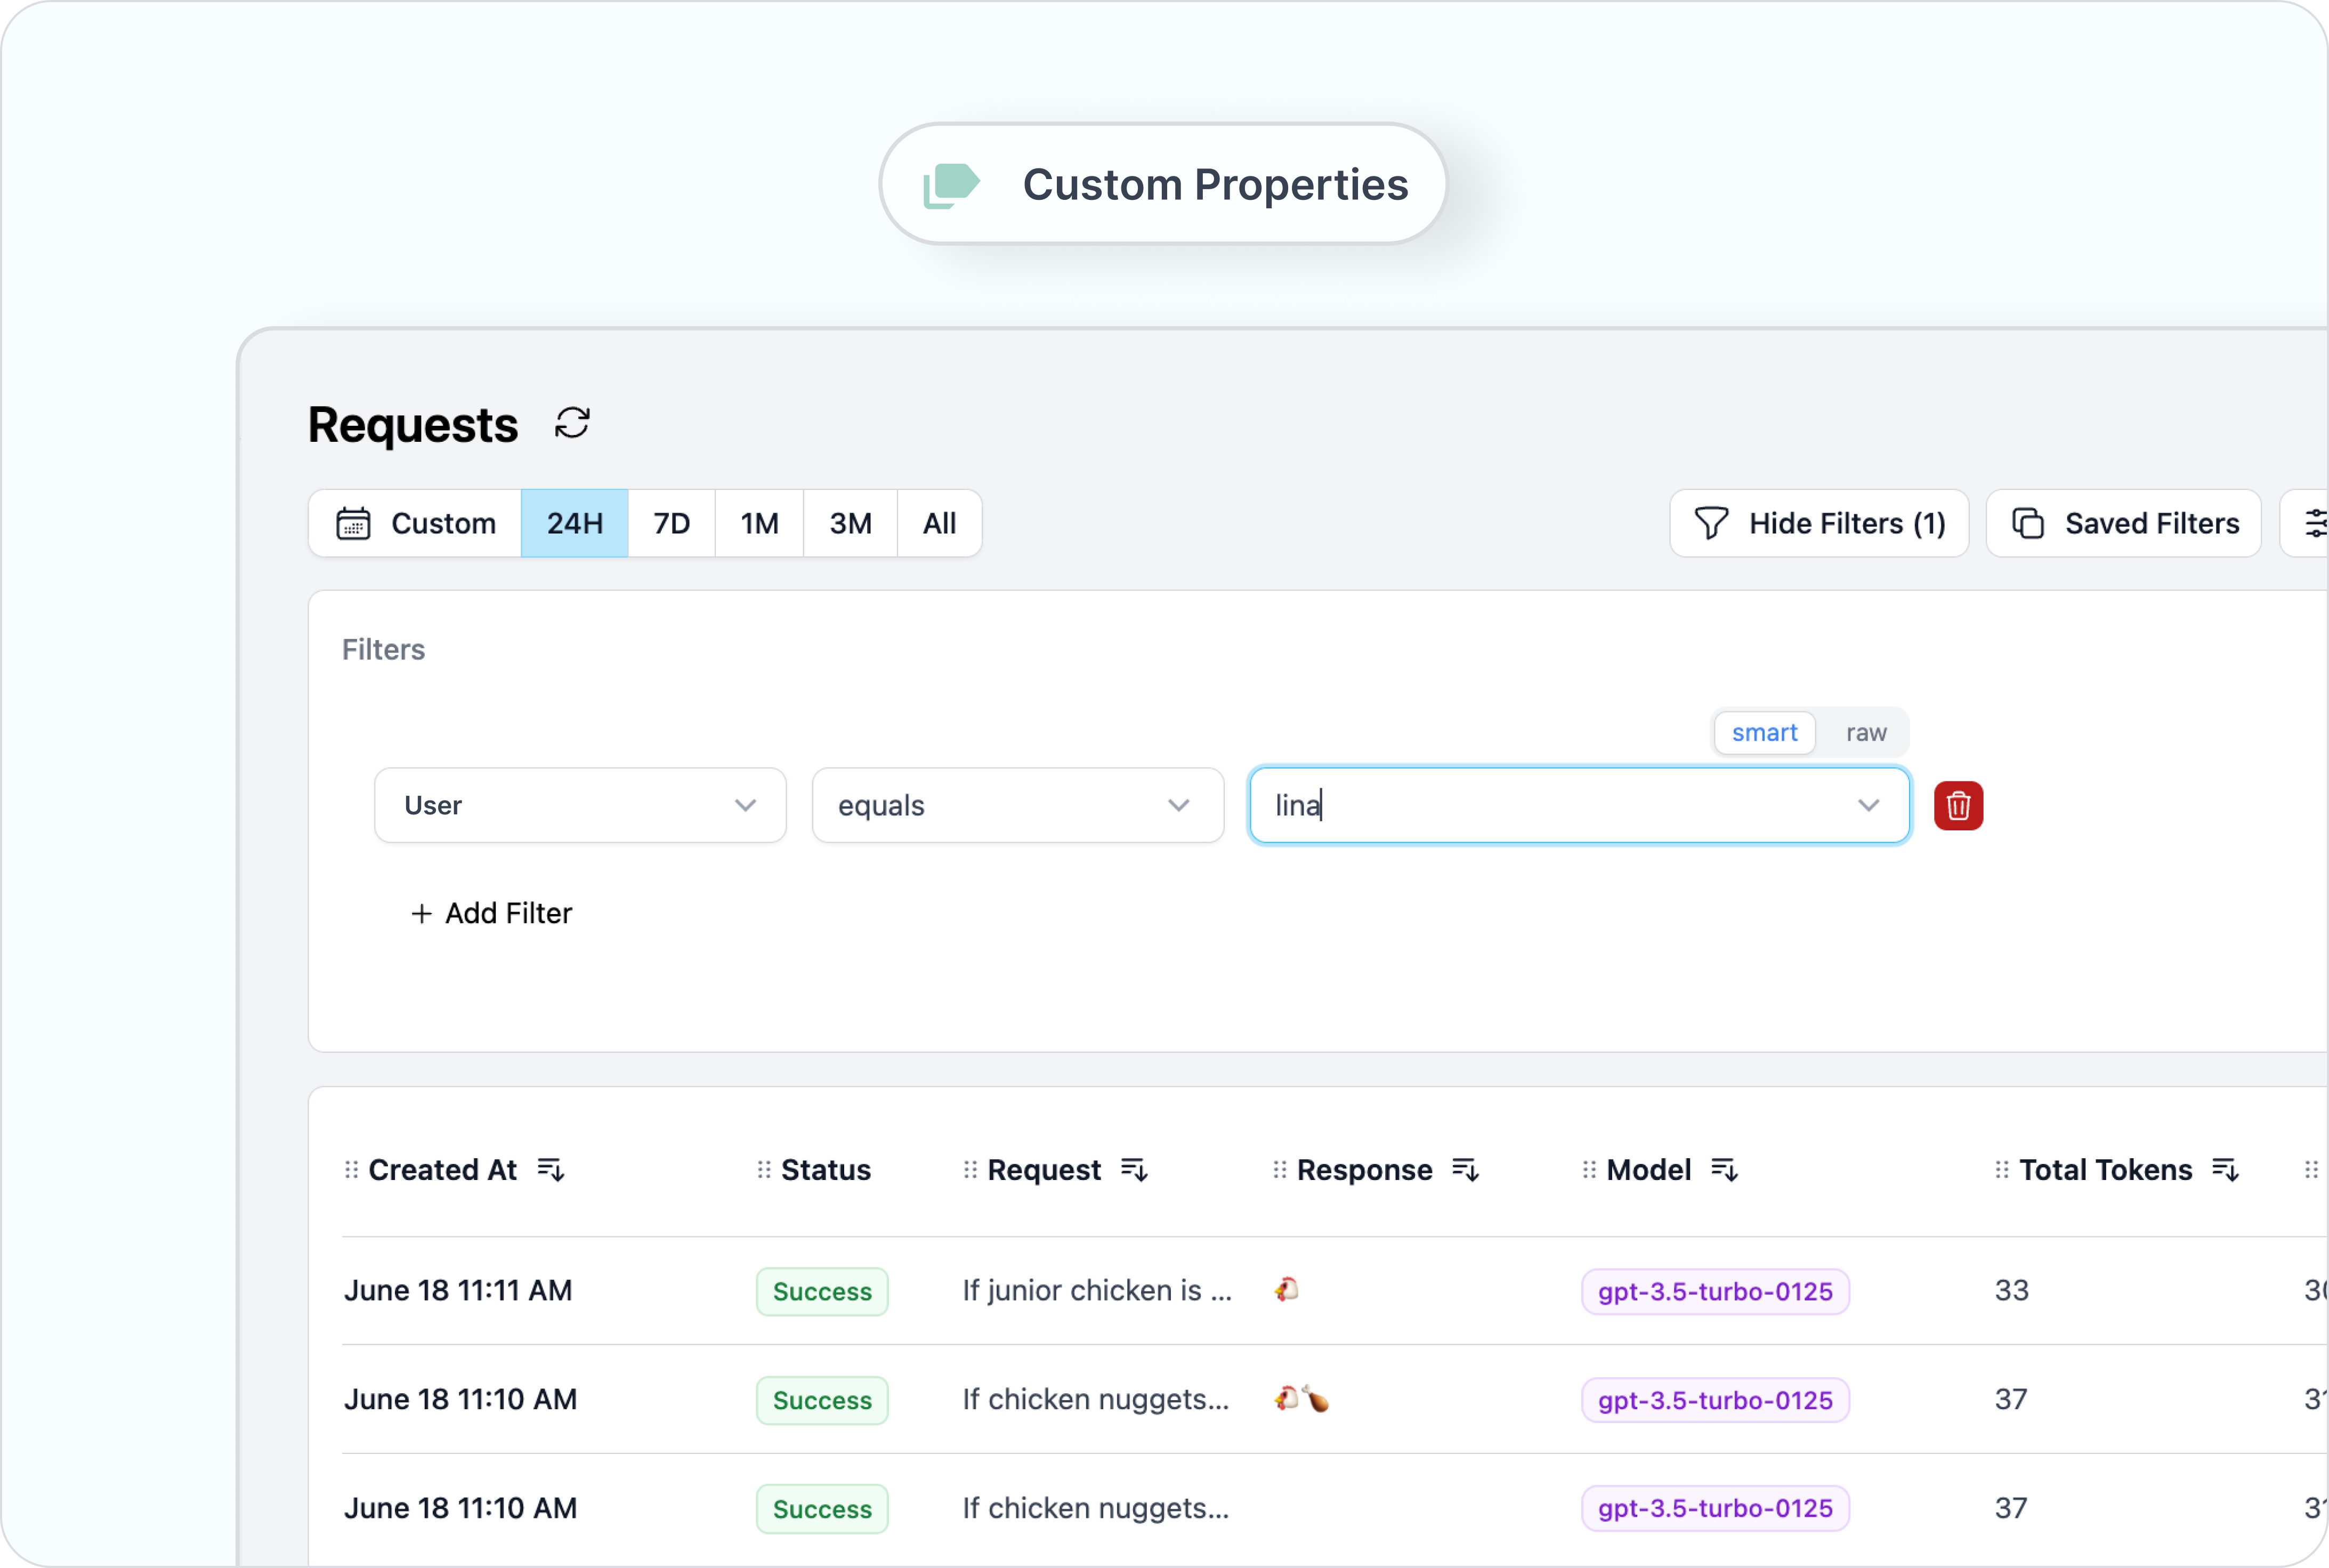 Custom Properties
Requests
Custom 24H 7D 1M 3M All Hide Filters (1) Saved Filters
Filters
smart raw
User equals lina
+ Add Filter
Created At Status Request Response Model Total Tokens
June 18 11:11 AM Success If junior chicken is ... 🐔 gpt-3.5-turbo-0125 33
June 18 11:10 AM Success If chicken nuggets... 🐔🍗 gpt-3.5-turbo-0125 37
June 18 11:10 AM Success If chicken nuggets... gpt-3.5-turbo-0125 37